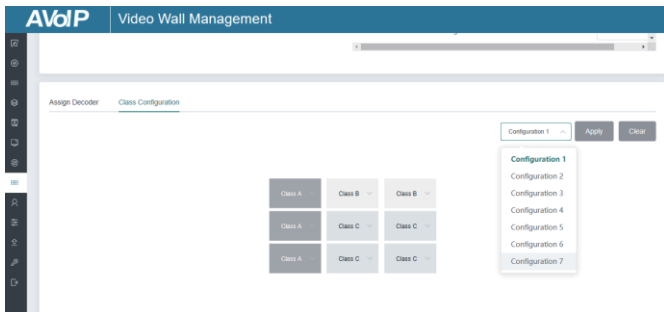 AVoIP Video Wall Management
Assign Decoder Class Configuration
Configuration 1 Apply Clear
Configuration 1
Configuration 2
Configuration 3
Configuration 4
Configuration 5
Configuration 6
Configuration 7
Class A Class B Class B
Class A Class C Class C
Class A Class C Class C